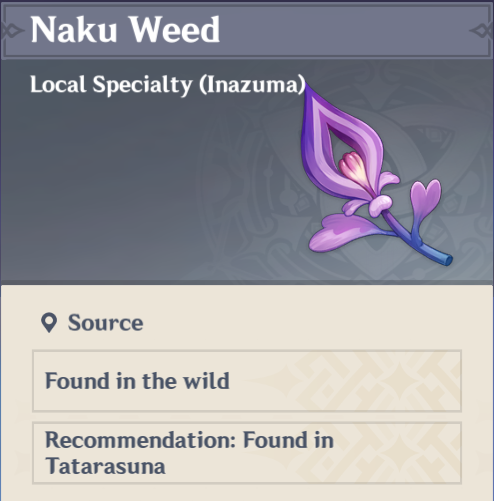 Naku Weed
Local Specialty (Inazuma)
Source
Found in the wild
Recommendation: Found in
Tatarasuna